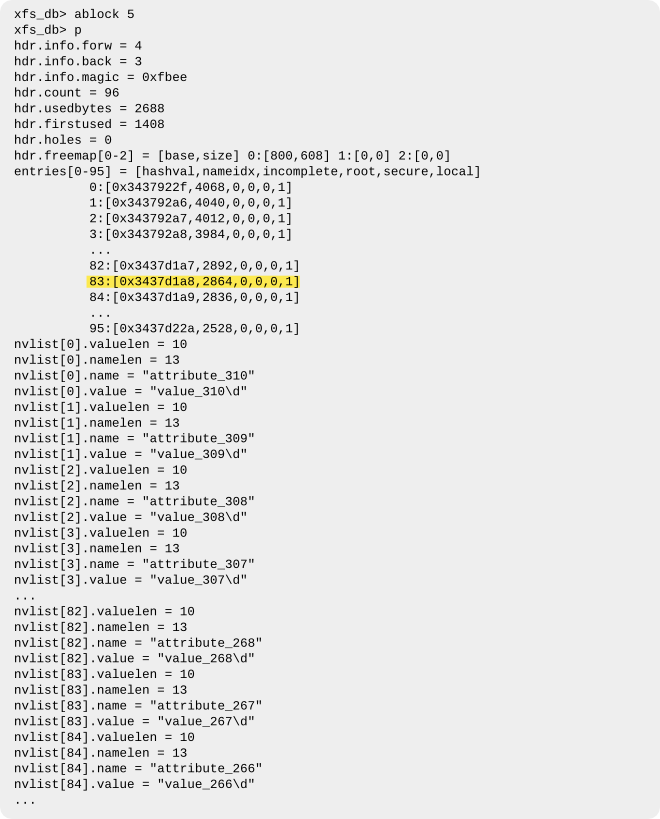 xfs_db> ablock 5
xfs_db> p
hdr.info.forw = 4
hdr.info.back = 3
hdr.info.magic = 0xfbee
hdr.count = 96
hdr.usedbytes = 2688
hdr.firstused = 1408
hdr.holes = 0
hdr.freemap[0-2] = [base,size] 0:[800,608] 1:[0,0] 2:[0,0]
entries[0-95] = [hashval,nameidx,incomplete,root,secure,local]
0:[0x3437922f,4068,0,0,0,1]
1:[0x343792a6,4040,0,0,0,1]
2:[0x343792a7,4012,0,0,0,1]
3:[0x343792a8,3984,0,0,0,1]
...
82:[0x3437d1a7,2892,0,0,0,1]
83:[0x3437d1a8,2864,0,0,0,1]
84:[0x3437d1a9,2836,0,0,0,1]
...
95:[0x3437d22a,2528,0,0,0,1]
nvlist[0].valuelen = 10
nvlist[0].namelen = 13
nvlist[0].name = "attribute_310"
nvlist[0].value = "value_310\d"
nvlist[1].valuelen = 10
nvlist[1].namelen = 13
nvlist[1].name = "attribute_309"
nvlist[1].value = "value_309\d"
nvlist[2].valuelen = 10
nvlist[2].namelen = 13
nvlist[2].name = "attribute_308"
nvlist[2].value = "value_308\d"
nvlist[3].valuelen = 10
nvlist[3].namelen = 13
nvlist[3].name = "attribute_307"
nvlist[3].value = "value_307\d"
...
nvlist[82].valuelen = 10
nvlist[82].namelen = 13
nvlist[82].name = "attribute_268"
nvlist[82].value = "value_268\d"
nvlist[83].valuelen = 10
nvlist[83].namelen = 13
nvlist[83].name = "attribute_267"
nvlist[83].value = "value_267\d"
nvlist[84].valuelen = 10
nvlist[84].namelen = 13
nvlist[84].name = "attribute_266"
nvlist[84].value = "value_266\d"
...